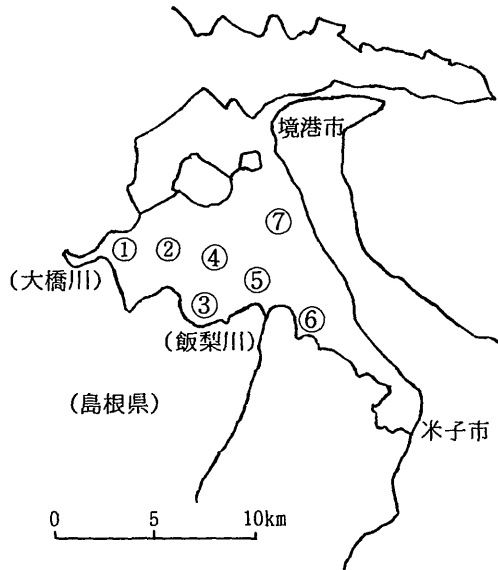 境港市
⑦
① ② ④
(大橋川)
⑤
③
⑥
(飯梨川)
(島根県)
米子市
0 5 10km